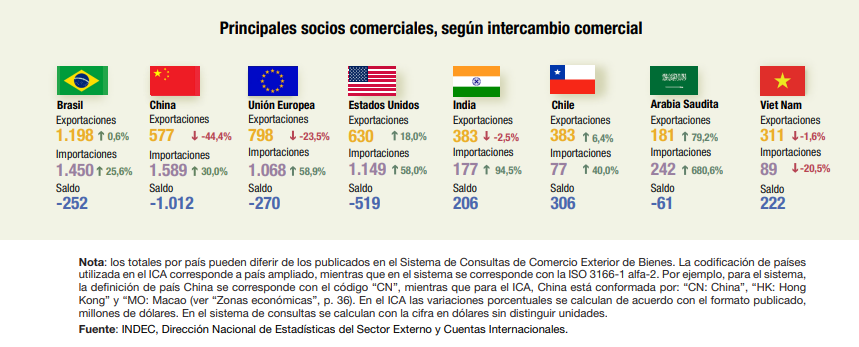 Principales socios comerciales, según intercambio comercial
Brasil
Exportaciones
1.198 ↑ 0,6%
Importaciones
1.450 ↑ 25,6%
Saldo
-252
China
Exportaciones
577 ↓ -44,4%
Importaciones
1.589 ↑ 30,0%
Saldo
-1.012
Unión Europea
Exportaciones
798 ↓ -23,5%
Importaciones
1.068 ↑ 58,9%
Saldo
-270
Estados Unidos
Exportaciones
630 ↑ 18,0%
Importaciones
1.149 ↑ 58,0%
Saldo
-519
India
Exportaciones
383 ↓ -2,5%
Importaciones
177 ↑ 94,5%
Saldo
206
Chile
Exportaciones
383 ↑ 6,4%
Importaciones
77 ↑ 40,0%
Saldo
306
Arabia Saudita
Exportaciones
181 ↑ 79,2%
Importaciones
242 ↑ 680,6%
Saldo
-61
Viet Nam
Exportaciones
311 ↓ -1,6%
Importaciones
89 ↓ -20,5%
Saldo
222
Nota: los totales por país pueden diferir de los publicados en el Sistema de Consultas de Comercio Exterior de Bienes. La codificación de países
utilizada en el ICA corresponde a país ampliado, mientras que en el sistema se corresponde con la ISO 3166-1 alfa-2. Por ejemplo, para el sistema,
la definición de país China se corresponde con el código “CN”, mientras que para el ICA, China está conformada por: “CN: China”, “HK: Hong
Kong” y “MO: Macao (ver “Zonas económicas”, p. 36). En el ICA las variaciones porcentuales se calculan de acuerdo con el formato publicado,
millones de dólares. En el sistema de consultas se calculan con la cifra en dólares sin distinguir unidades.
Fuente: INDEC, Dirección Nacional de Estadísticas del Sector Externo y Cuentas Internacionales.